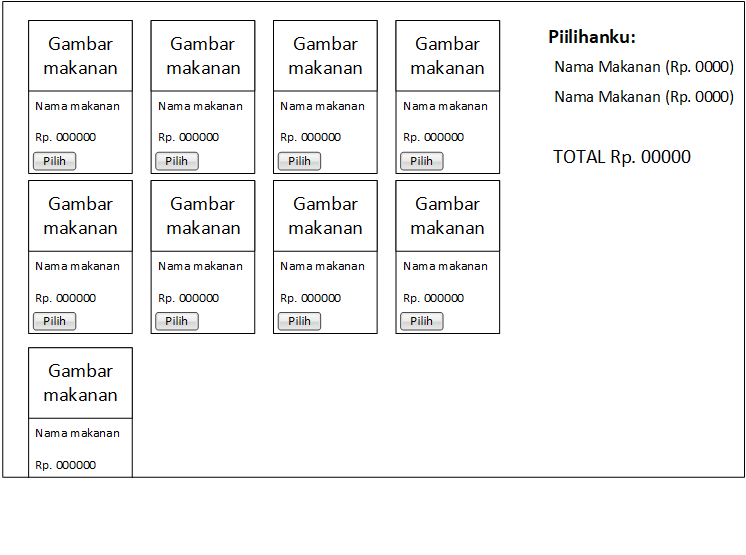 Gambar
makanan
Nama makanan
Rp. 000000
Pilih
Gambar
makanan
Nama makanan
Rp. 000000
Pilih
Gambar
makanan
Nama makanan
Rp. 000000
Pilih
Gambar
makanan
Nama makanan
Rp. 000000
Pilih
Gambar
makanan
Nama makanan
Rp. 000000
Pilih
Gambar
makanan
Nama makanan
Rp. 000000
Pilih
Gambar
makanan
Nama makanan
Rp. 000000
Pilih
Gambar
makanan
Nama makanan
Rp. 000000
Pilih
Gambar
makanan
Nama makanan
Rp. 000000
Piilihanku:
Nama Makanan (Rp. 0000)
Nama Makanan (Rp. 0000)
TOTAL Rp. 00000